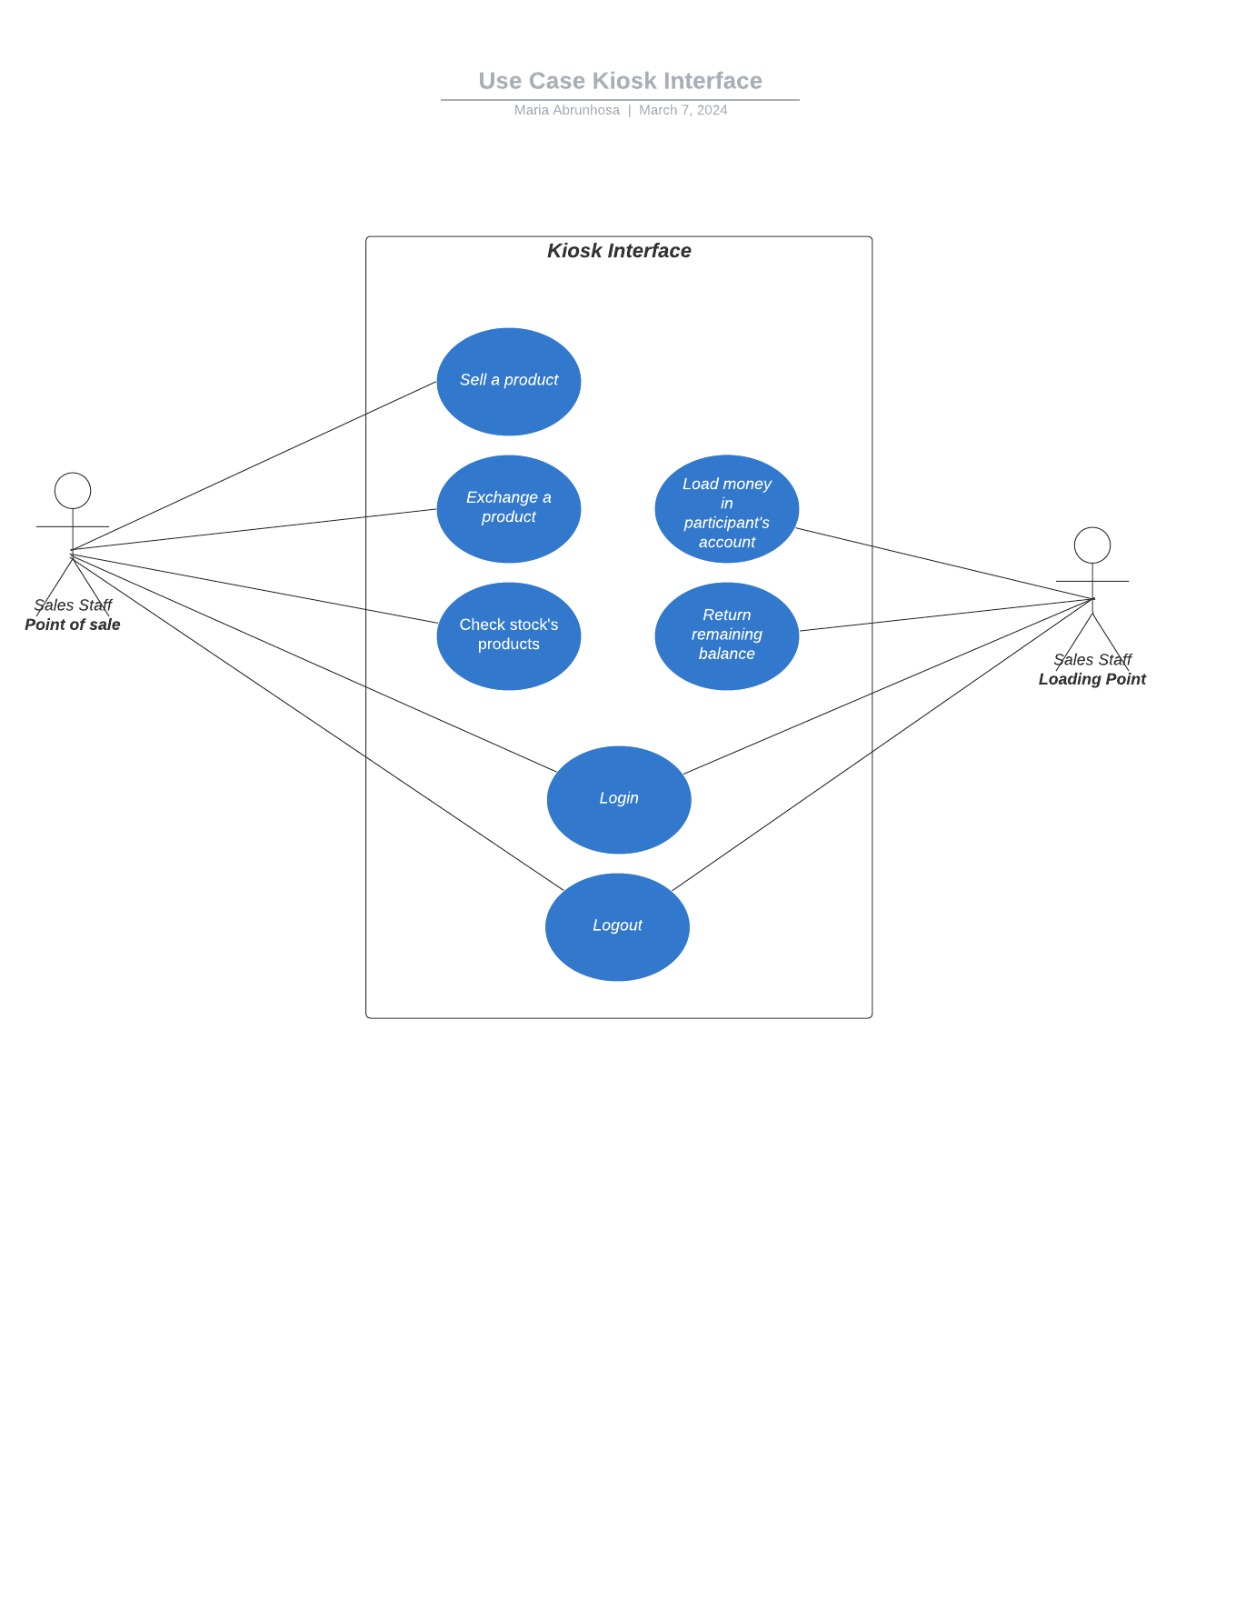 Use Case Kiosk Interface
Maria Abrunhosa | March 7, 2024
Kiosk Interface
Sell a product
Exchange a
product
Load money
in
participant's
account
Sales Staff
Point of sale
Check stock's
products
Return
remaining
balance
Sales Staff
Loading Point
Login
Logout